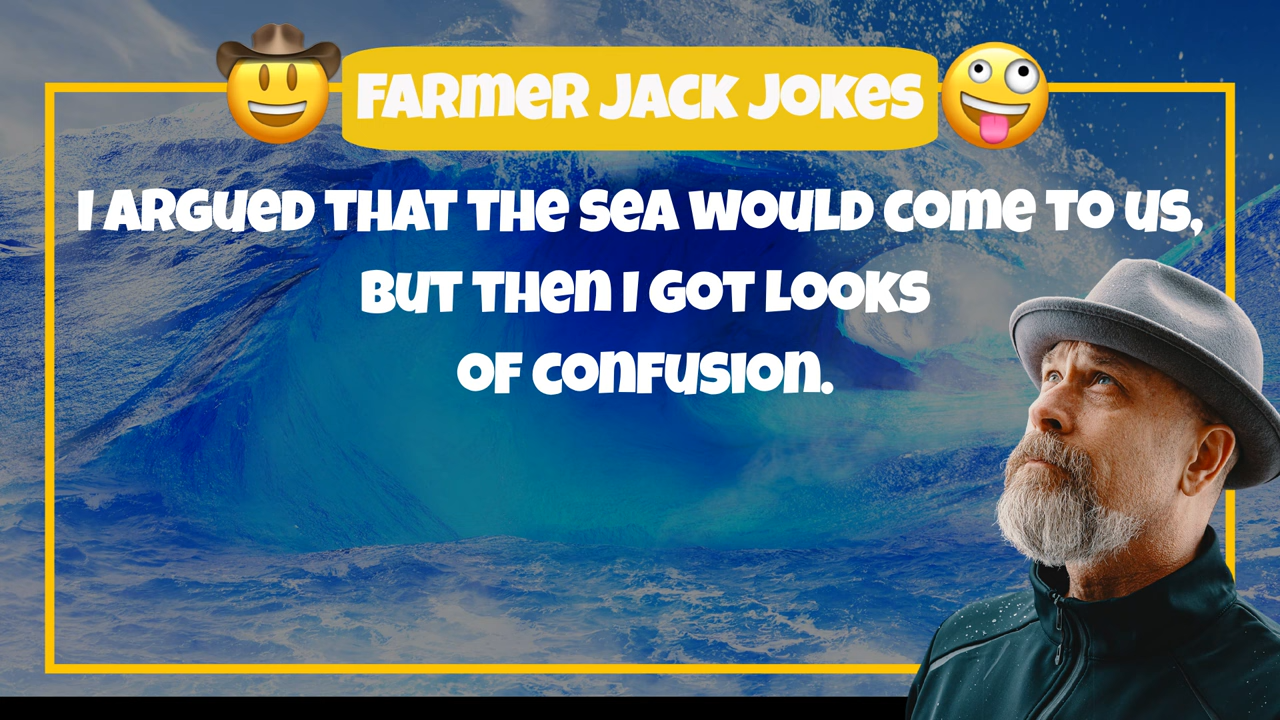 FARMER JACK JOKES
I ARGUED THAT THE SEA WOULD COME TO US,
BUT THEN I GOT LOOKS
OF CONFUSION.